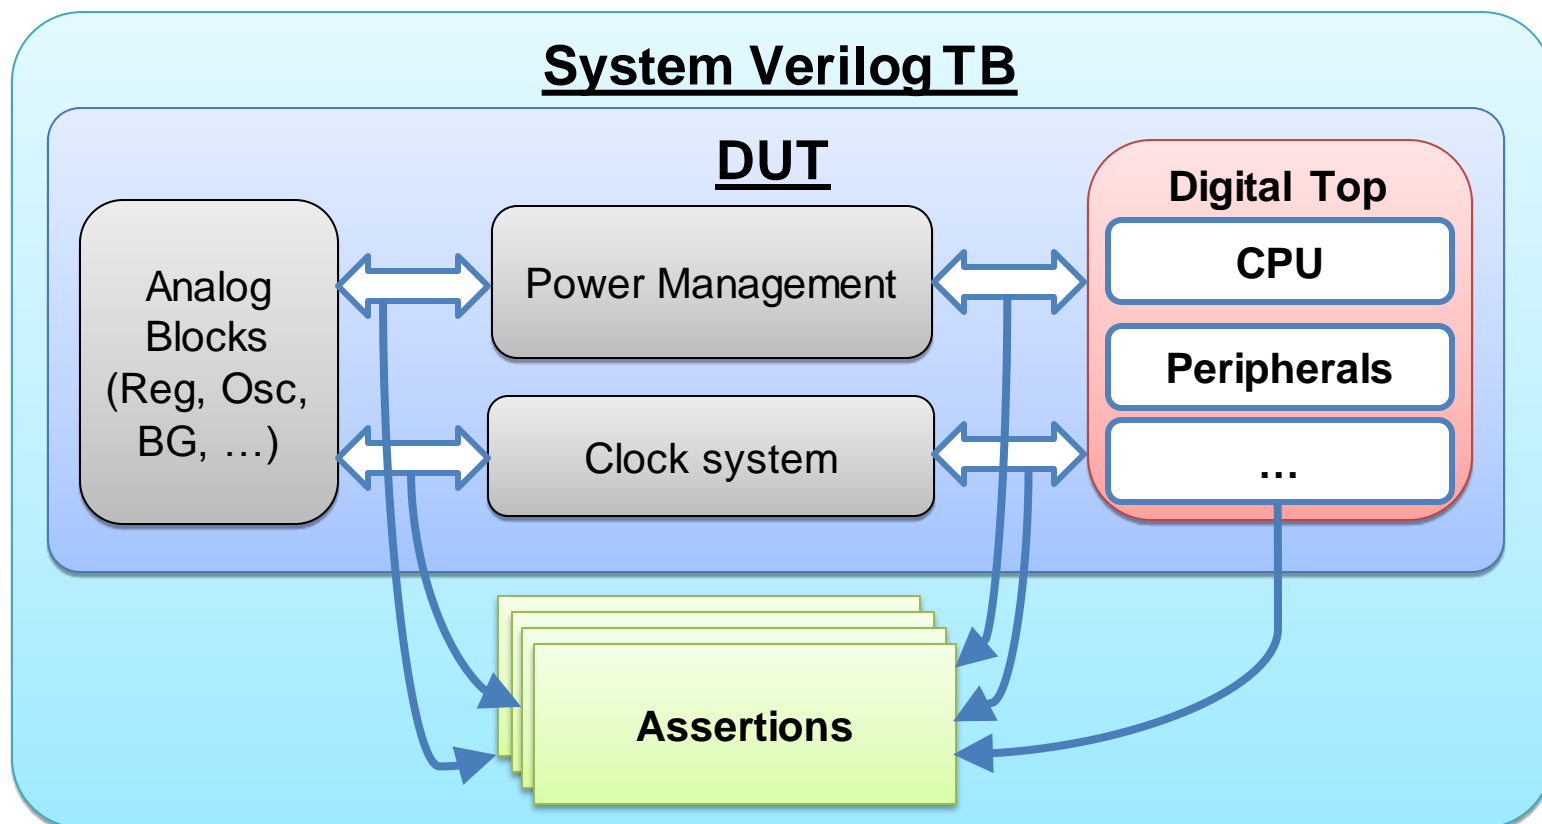 System Verilog TB
DUT
Analog
Blocks
(Reg, Osc,
BG, …)
Power Management
Clock system
Digital Top
CPU
Peripherals
…
Assertions